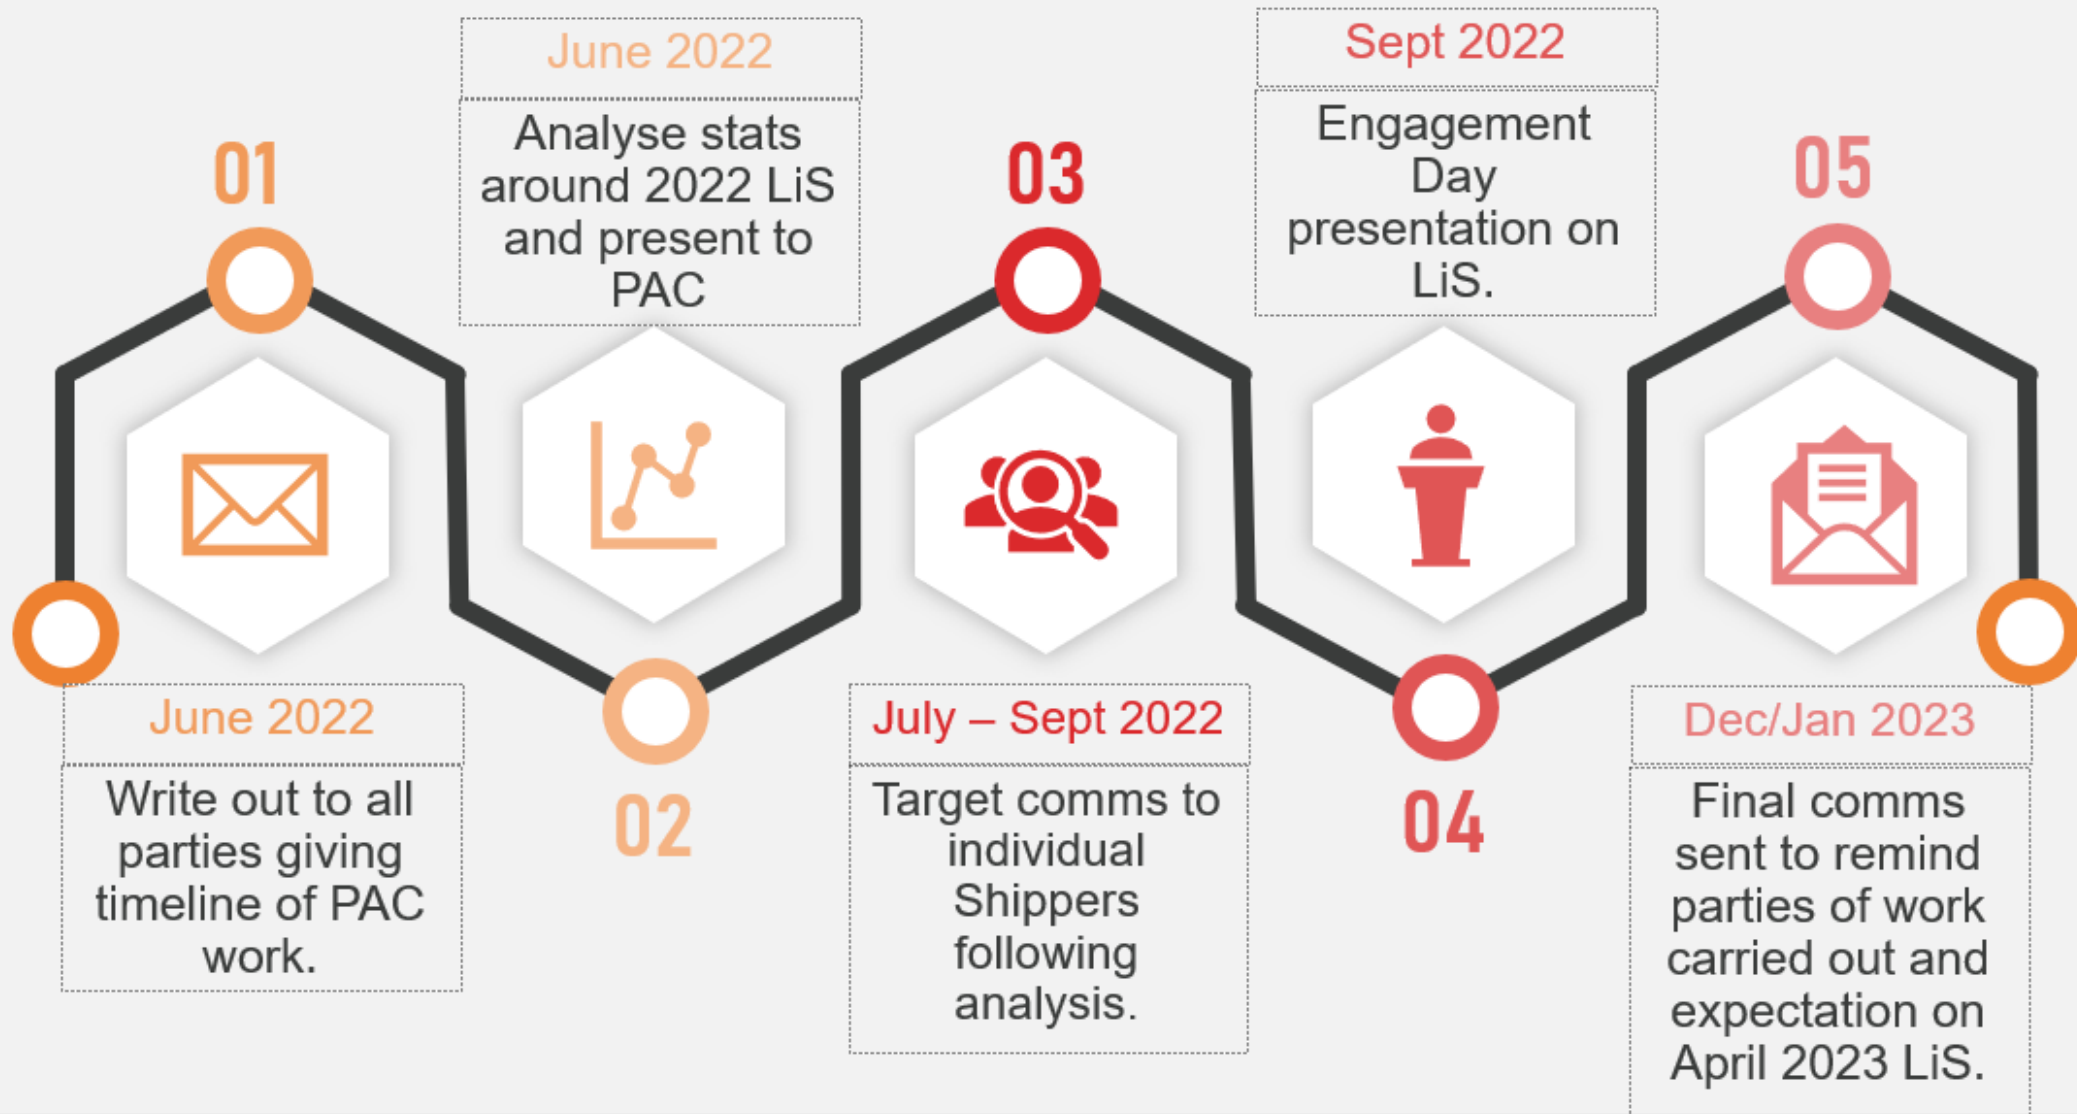 01
June 2022
Write out to all
parties giving
timeline of PAC
work.
June 2022
Analyse stats
around 2022 LiS
and present to
PAC
02
03
July – Sept 2022
Target comms to
individual
Shippers
following
analysis.
Sept 2022
Engagement
Day
presentation on
LiS.
04
05
Dec/Jan 2023
Final comms
sent to remind
parties of work
carried out and
expectation on
April 2023 LiS.